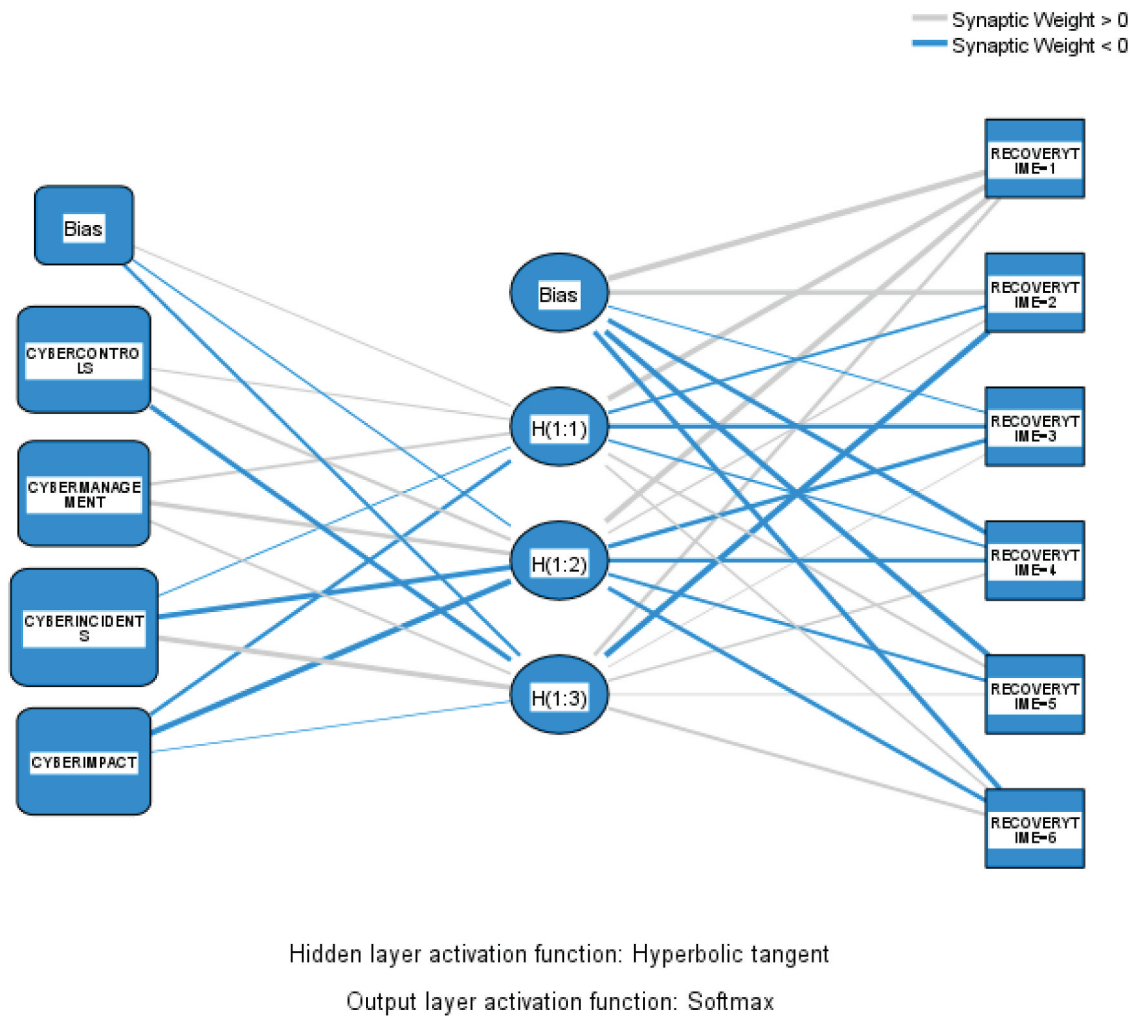 Synaptic Weight > 0
Synaptic Weight < 0
Bias
CYBERCONTRO
LS
CYBERMANAGE
MENT
CYBERINCIDENT
S
CYBERIMPACT
Bias
H(1:1)
H(1:2)
H(1:3)
RECOVERYT
IME=1
RECOVERYT
IME=2
RECOVERYT
IME=3
RECOVERYT
IME=4
RECOVERYT
IME=5
RECOVERYT
IME=6
Hidden layer activation function: Hyperbolic tangent
Output layer activation function: Softmax